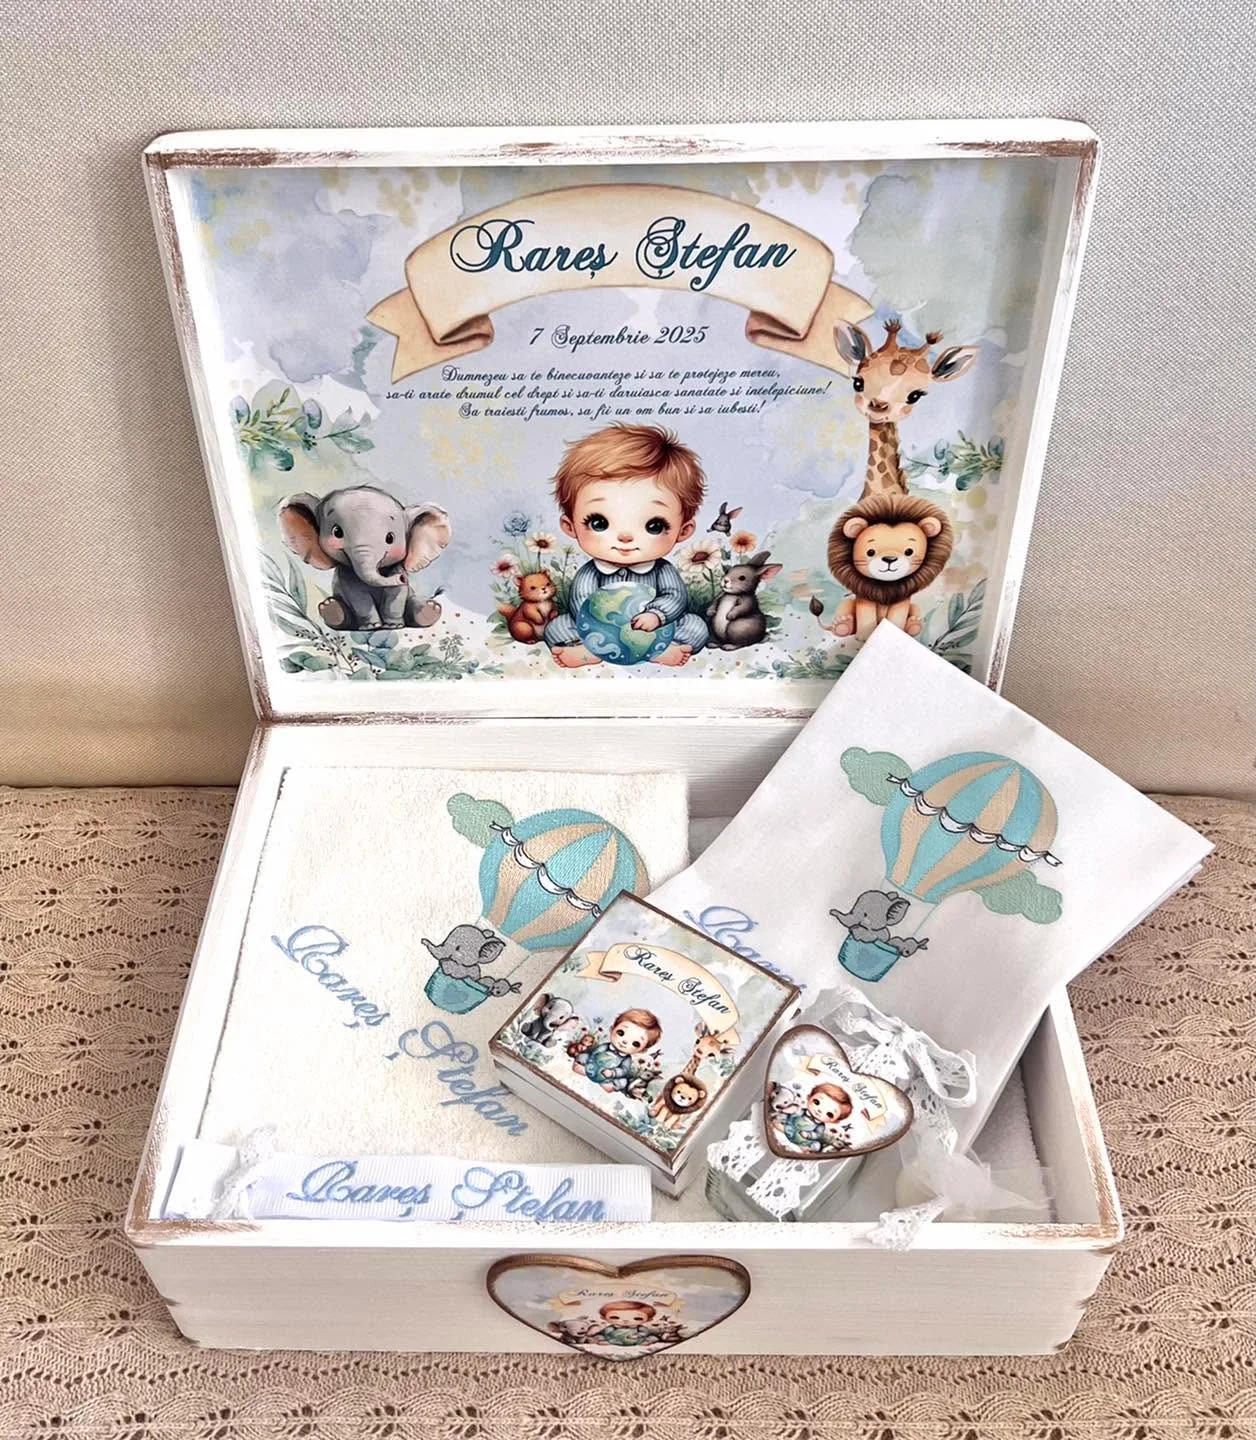 Rareș Ștefan
7 Septembrie 2025
Dumnezeu sa te binecuvanteze si sa te protejeze mereu,
sa-ti arate drumul cel drept si sa-ti daruiasca sanatate si intelepiciune!
Sa traiesti frumos, sa fii un om bun si sa iubesti!
Rareș Ștefan
Rareș
Rareș Ștefan
Rareș Ștefan
Rareș Ștefan
Rareș Ștefan